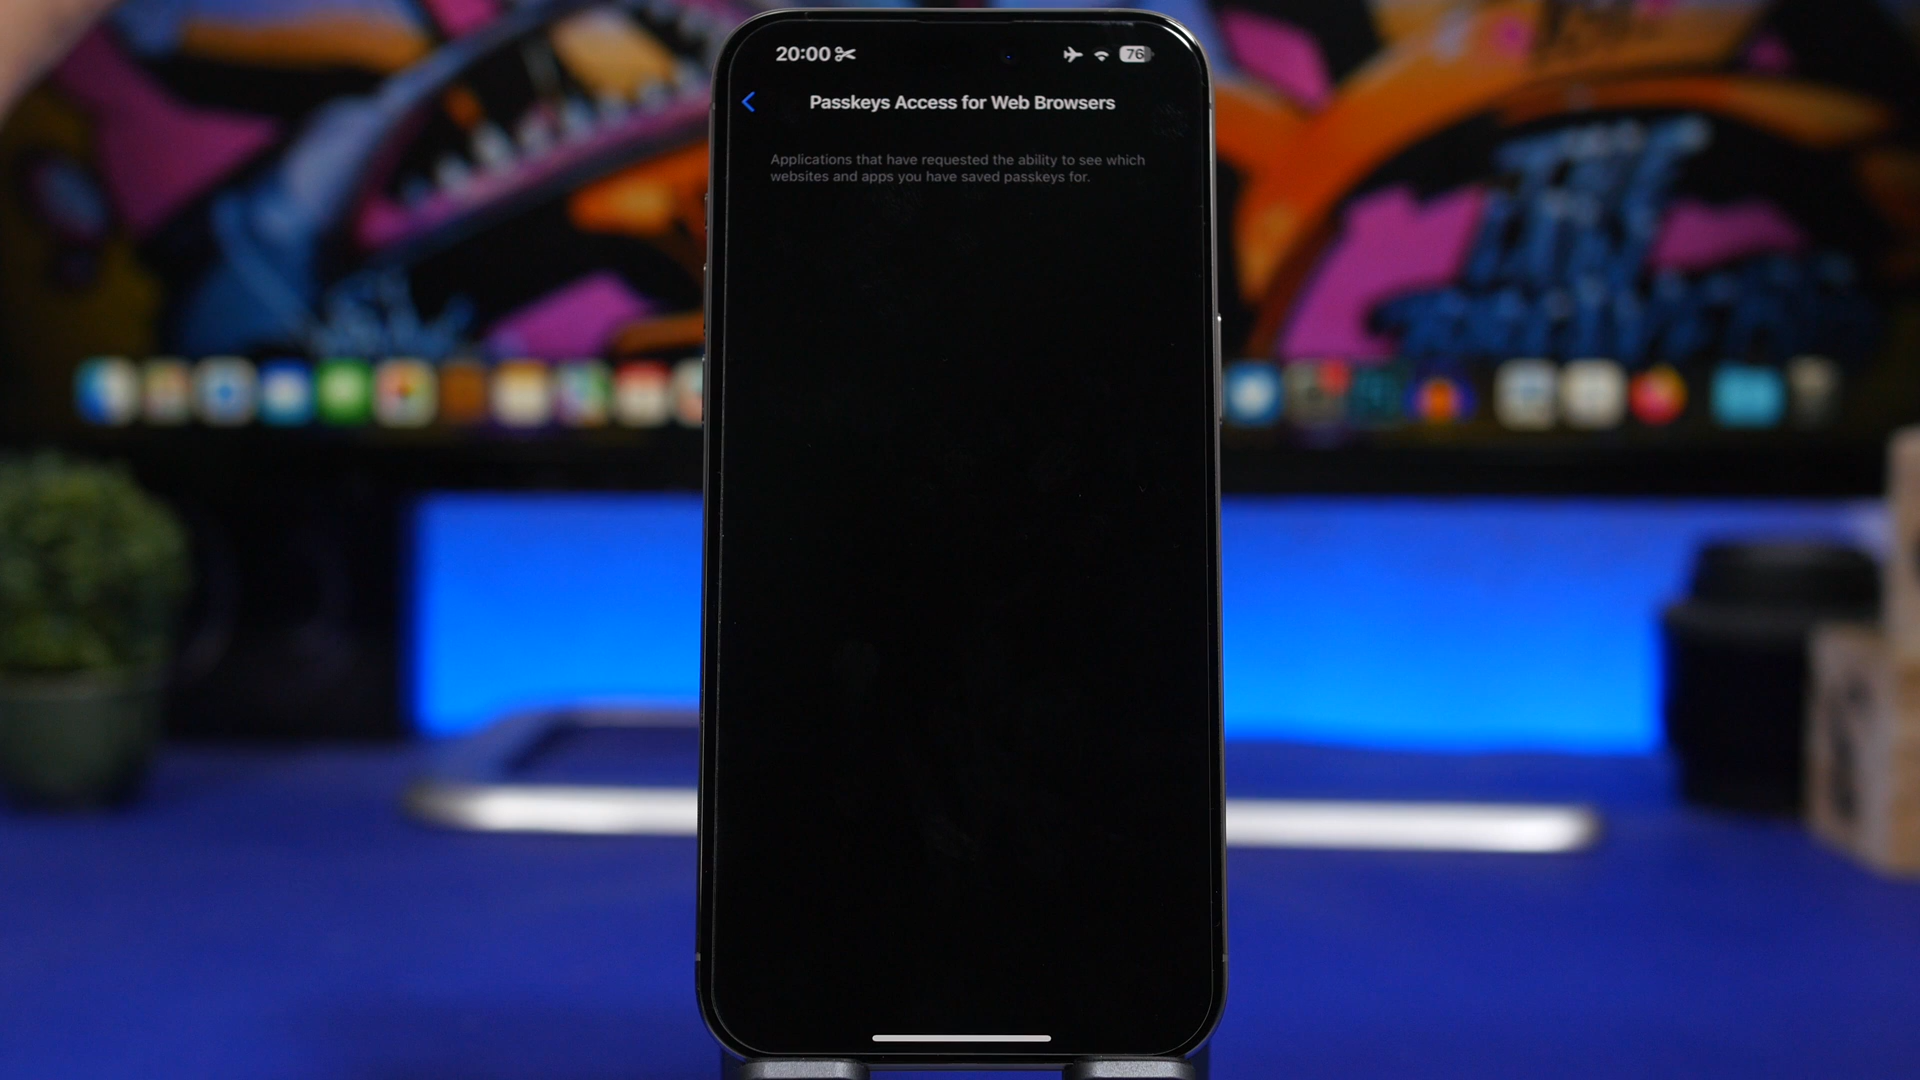 20:00
76
Passkeys Access for Web Browsers
Applications that have requested the ability to see which
websites and apps you have saved passkeys for.